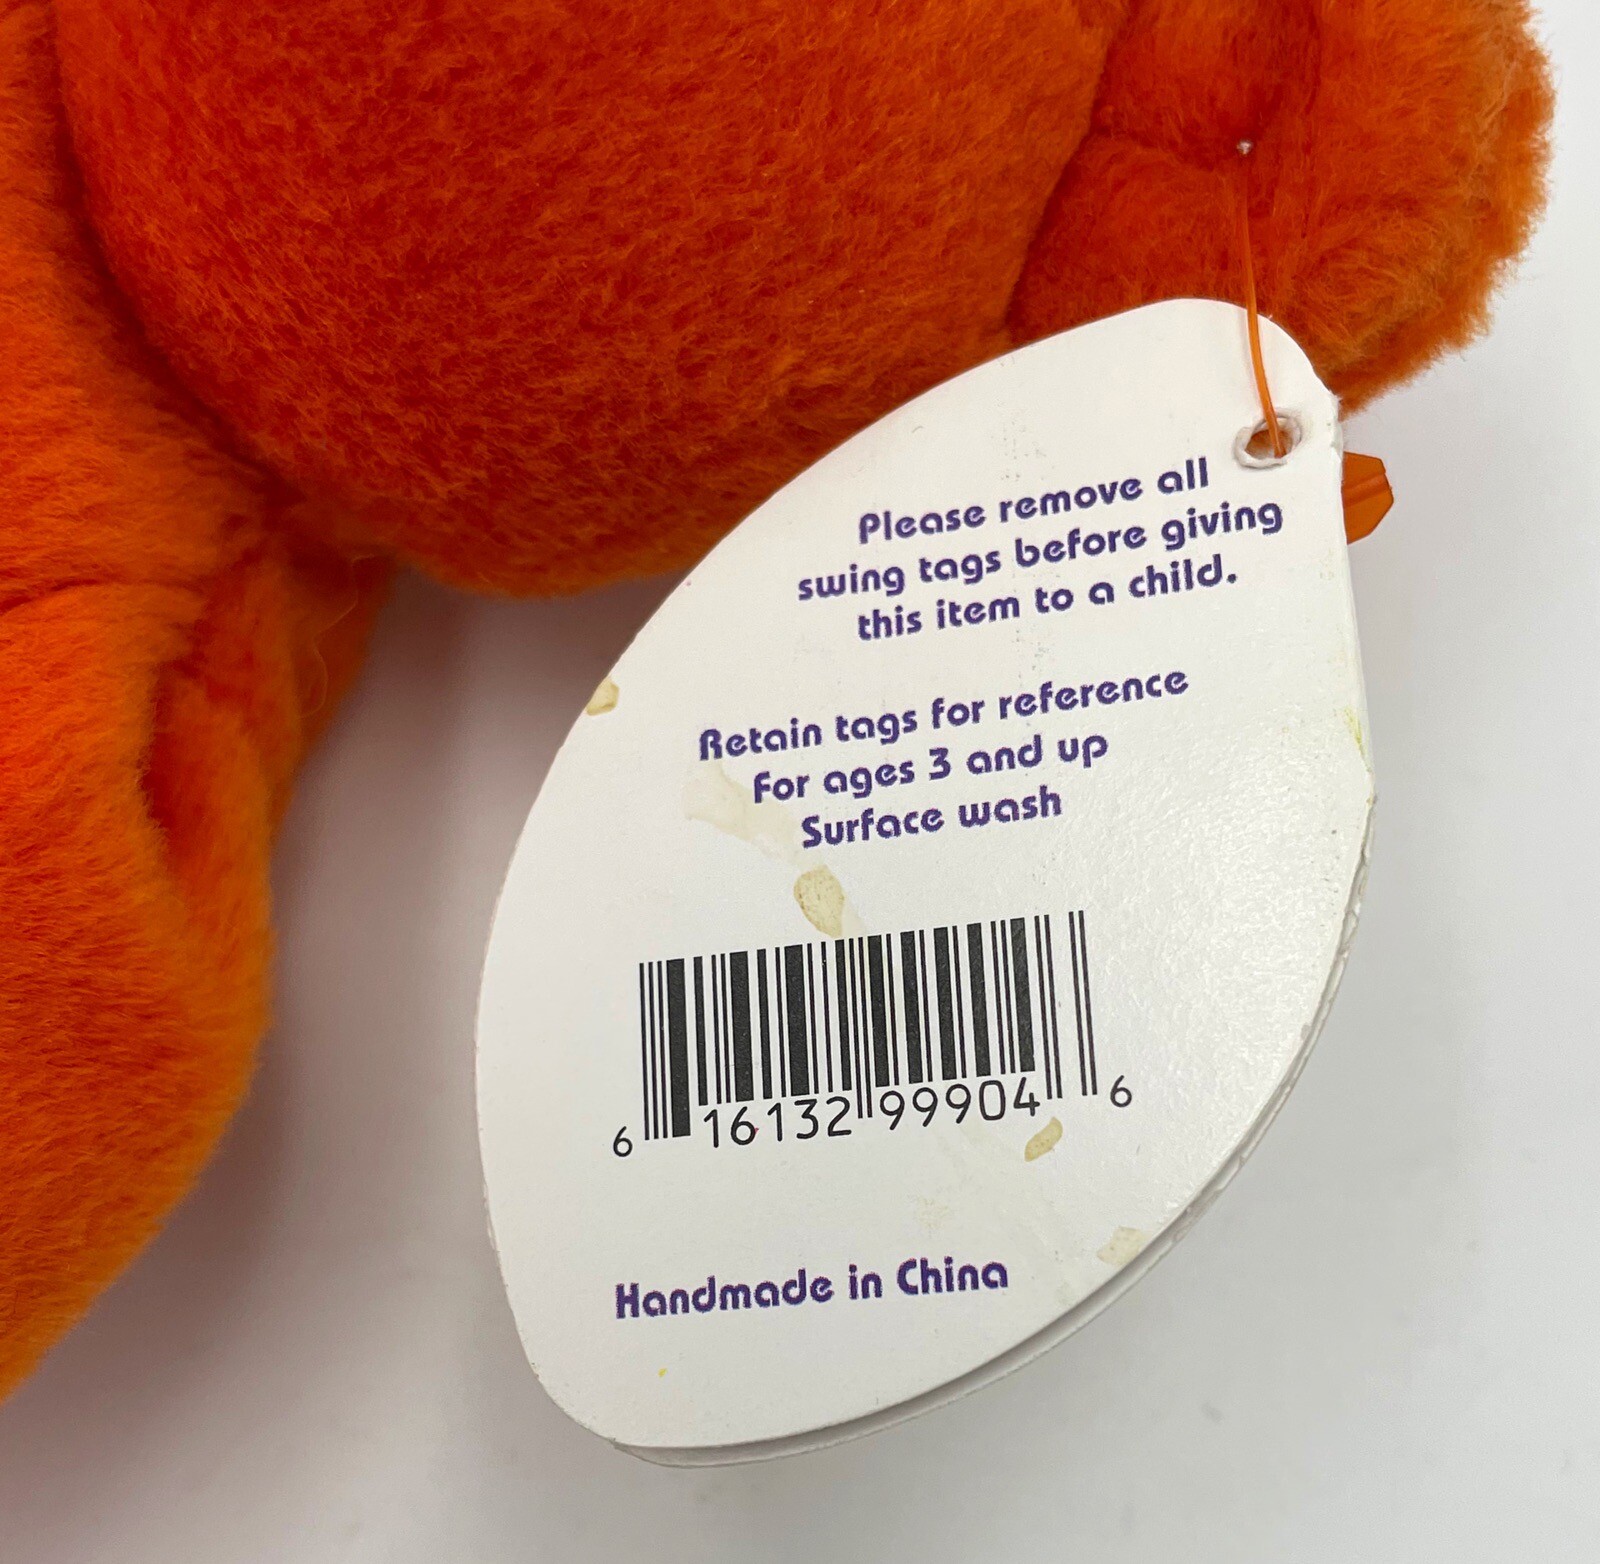 Please remove all
swing tags before giving
this item to a child.
Retain tags for reference
For ages 3 and up
Surface wash
6 16132 99904 6
Handmade in China